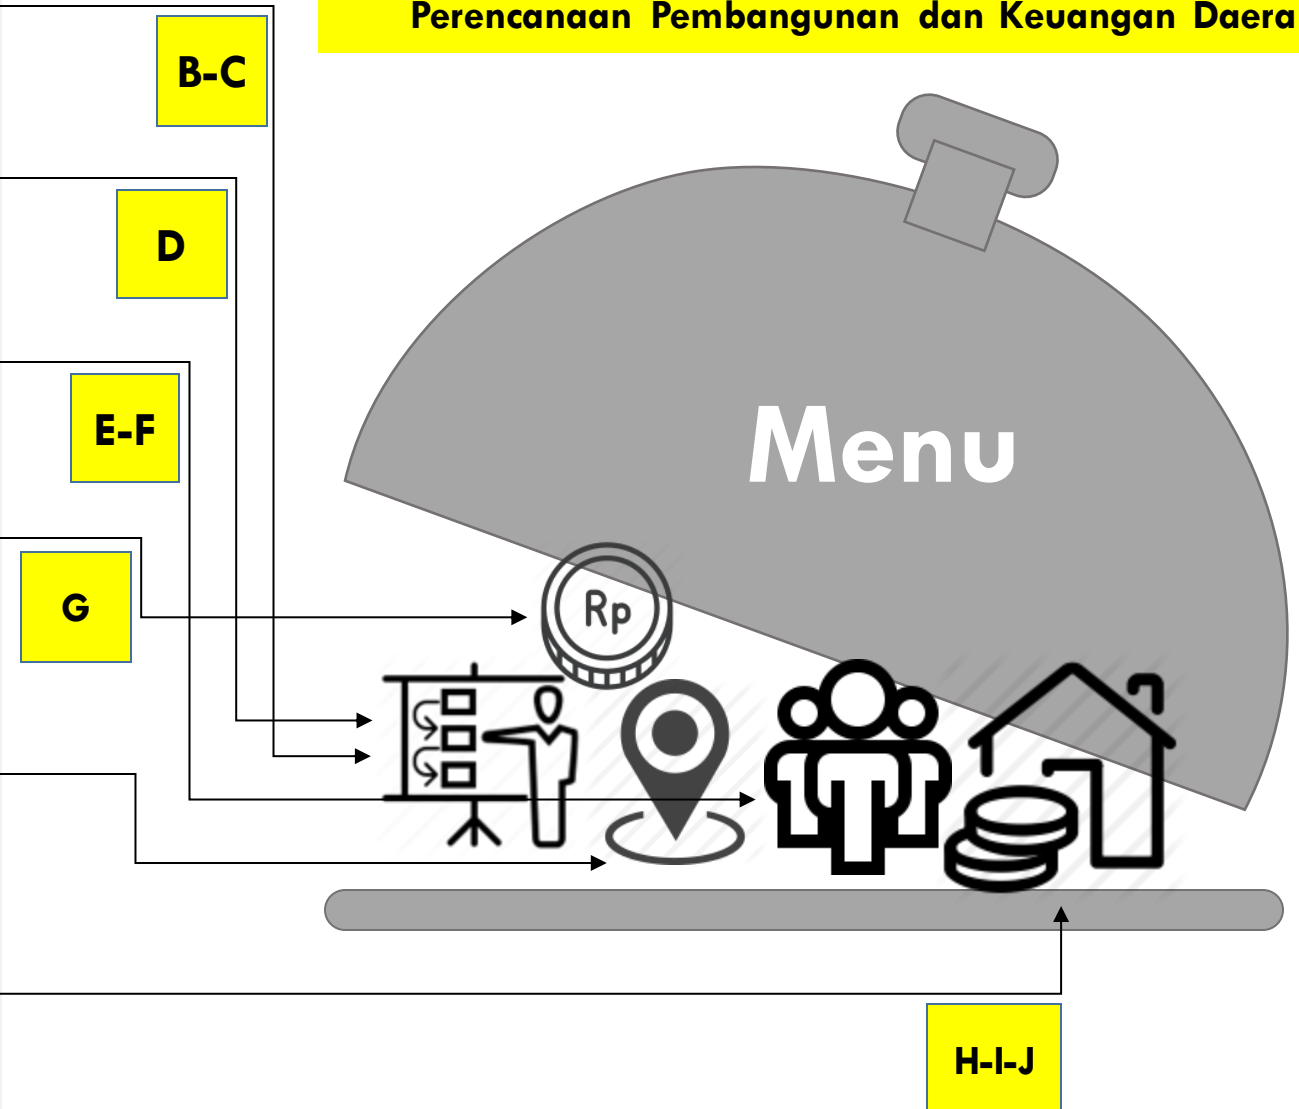 Perencanaan Pembangunan dan Keuangan Daera
B-C
D
E-F
Menu
G
Rp
H-I-J